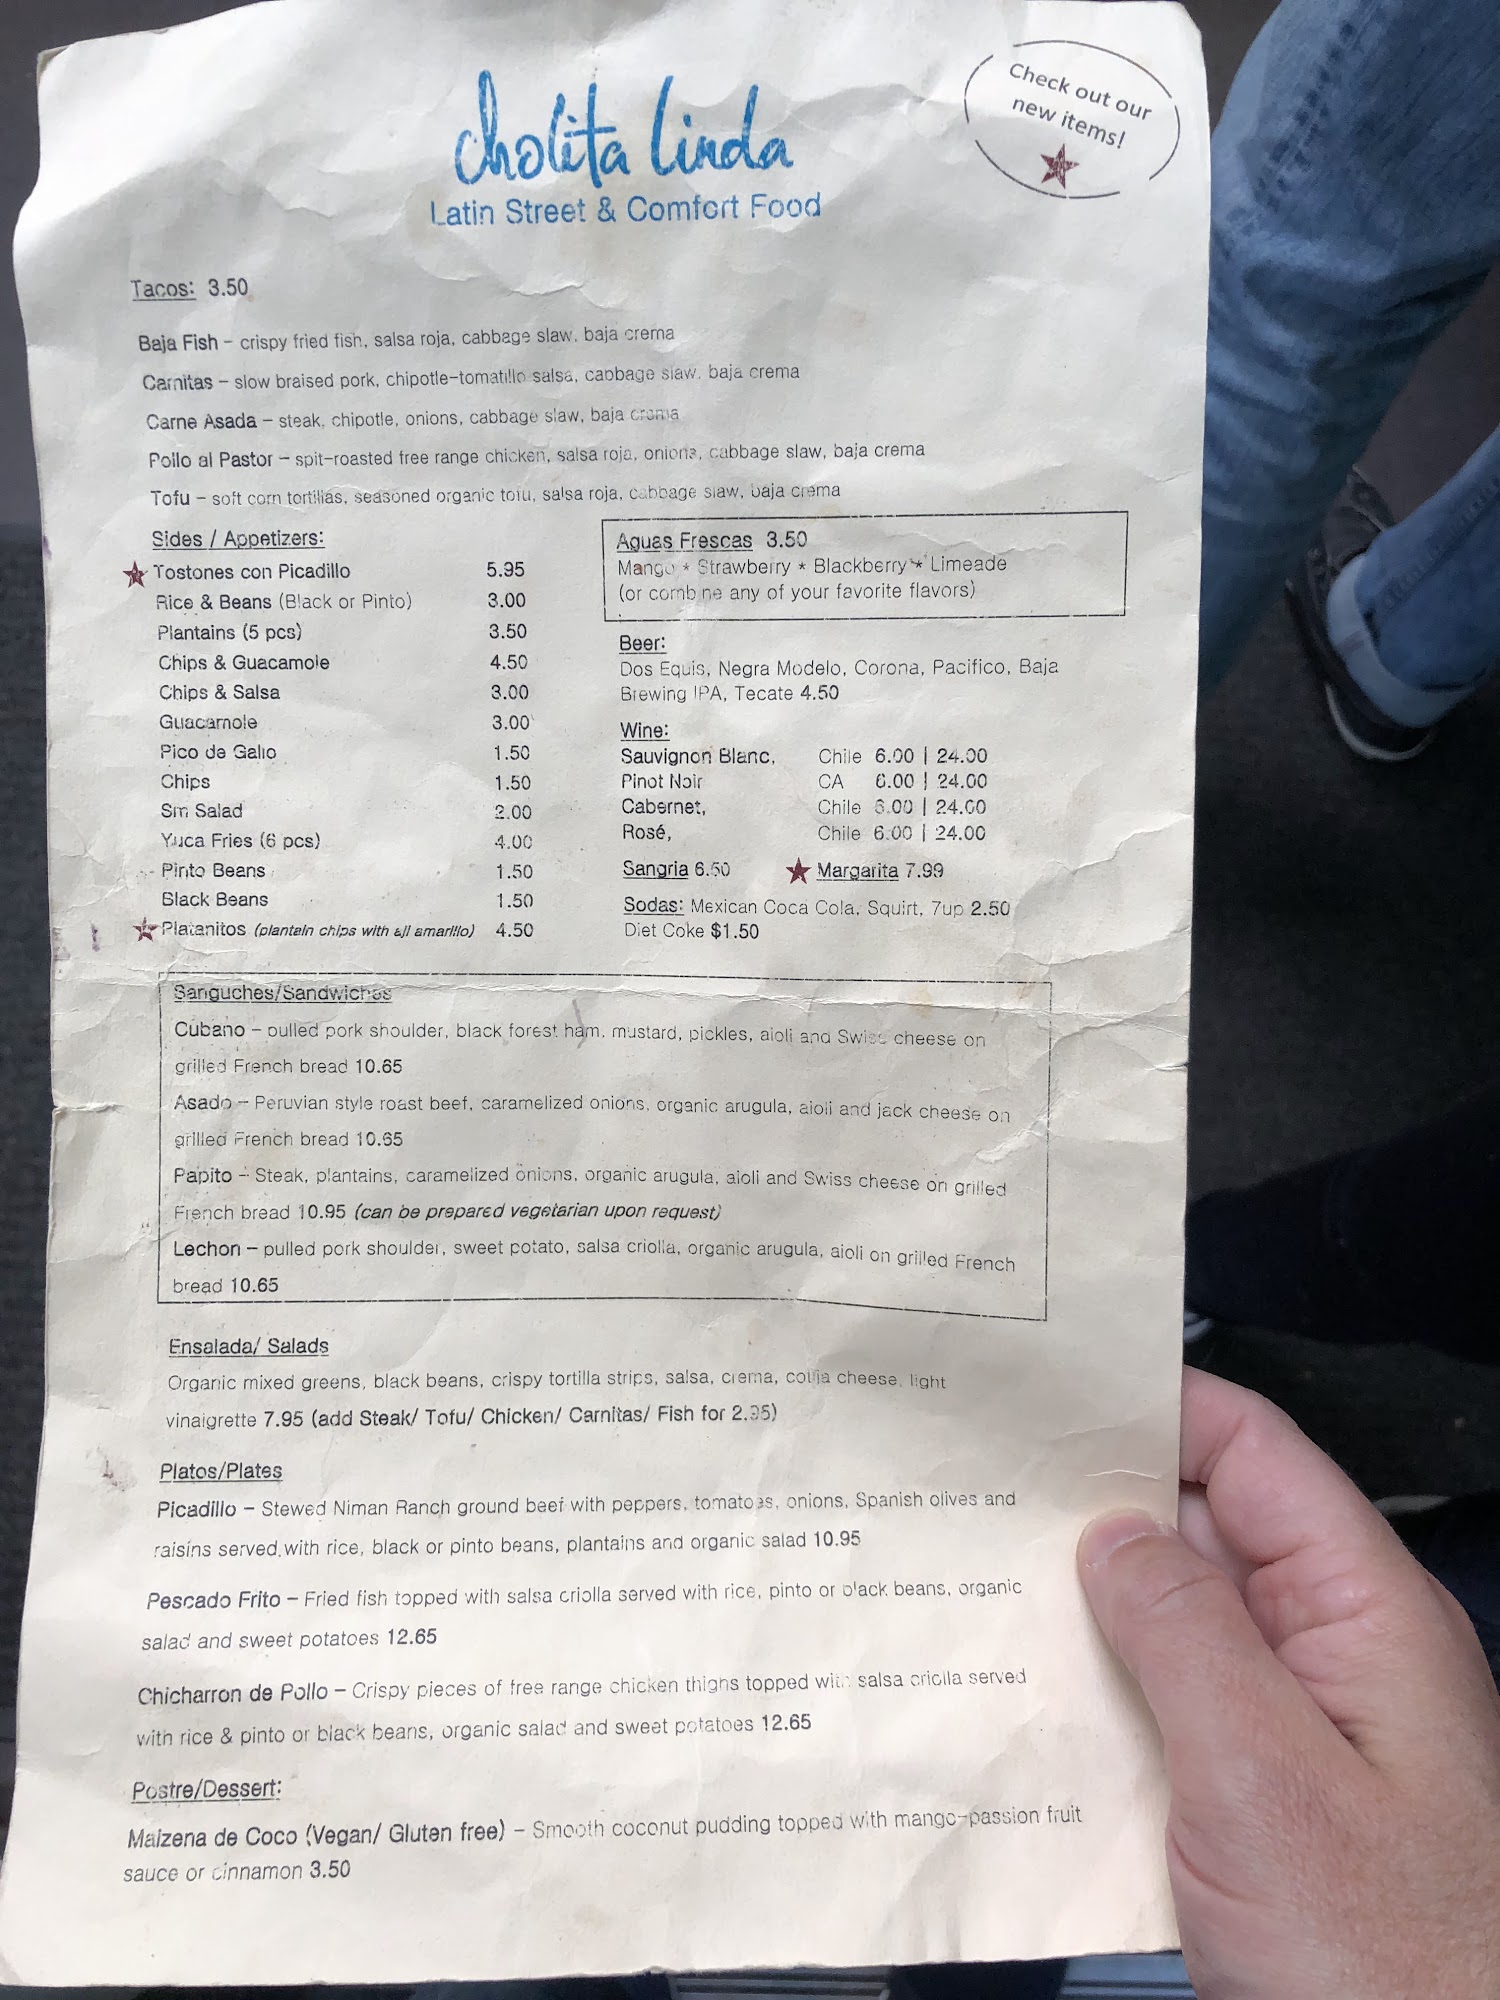 Check out our
new items!
cholita linda
Latin Street & Comfort Food
Tacos: 3.50
Baja Fish – crispy fried fish, salsa roja, cabbage slaw, baja crema
Carnitas – slow braised pork, chipotle-tomatillo salsa, cabbage slaw, baja crema
Carne Asada – steak, chipotle, onions, cabbage slaw, baja crema
Pollo al Pastor – spit-roasted free range chicken, salsa roja, onions, cabbage slaw, baja crema
Tofu – soft corn tortillas, seasoned organic tofu, salsa roja, cabbage slaw, baja crema
Sides / Appetizers:
Tostones con Picadillo 5.95
Rice & Beans (Black or Pinto) 3.00
Plantains (5 pcs) 3.50
Chips & Guacamole 4.50
Chips & Salsa 3.00
Guacamole 3.00
Pico de Gallo 1.50
Chips 1.50
Sm Salad 2.00
Yuca Fries (6 pcs) 4.00
Pinto Beans 1.50
Black Beans 1.50
Platanitos (plantain chips with aji amarillo) 4.50
Aguas Frescas 3.50
Mango * Strawberry * Blackberry * Limeade
(or combine any of your favorite flavors)
Beer:
Dos Equis, Negra Modelo, Corona, Pacifico, Baja
Brewing IPA, Tecate 4.50
Wine:
Sauvignon Blanc, Chile 6.00 | 24.00
Pinot Noir CA 6.00 | 24.00
Cabernet, Chile 6.00 | 24.00
Rosé, Chile 6.00 | 24.00
Sangria 6.50 Margarita 7.99
Sodas: Mexican Coca Cola, Squirt, 7up 2.50
Diet Coke $1.50
Sanguches/Sandwiches
Cubano – pulled pork shoulder, black forest ham, mustard, pickles, aioli and Swiss cheese on
grilled French bread 10.65
Asado – Peruvian style roast beef, caramelized onions, organic arugula, aioli and jack cheese on
grilled French bread 10.65
Papito – Steak, plantains, caramelized onions, organic arugula, aioli and Swiss cheese on grilled
French bread 10.95 (can be prepared vegetarian upon request)
Lechon – pulled pork shoulder, sweet potato, salsa criolla, organic arugula, aioli on grilled French
bread 10.65
Ensalada/ Salads
Organic mixed greens, black beans, crispy tortilla strips, salsa, crema, cotija cheese, light
vinaigrette 7.95 (add Steak/ Tofu/ Chicken/ Carnitas/ Fish for 2.95)
Platos/Plates
Picadillo – Stewed Niman Ranch ground beef with peppers, tomatoes, onions, Spanish olives and
raisins served with rice, black or pinto beans, plantains and organic salad 10.95
Pescado Frito – Fried fish topped with salsa criolla served with rice, pinto or black beans, organic
salad and sweet potatoes 12.65
Chicharron de Pollo – Crispy pieces of free range chicken thighs topped with salsa criolla served
with rice & pinto or black beans, organic salad and sweet potatoes 12.65
Postre/Dessert:
Maizena de Coco (Vegan/ Gluten free) – Smooth coconut pudding topped with mango-passion fruit
sauce or cinnamon 3.50